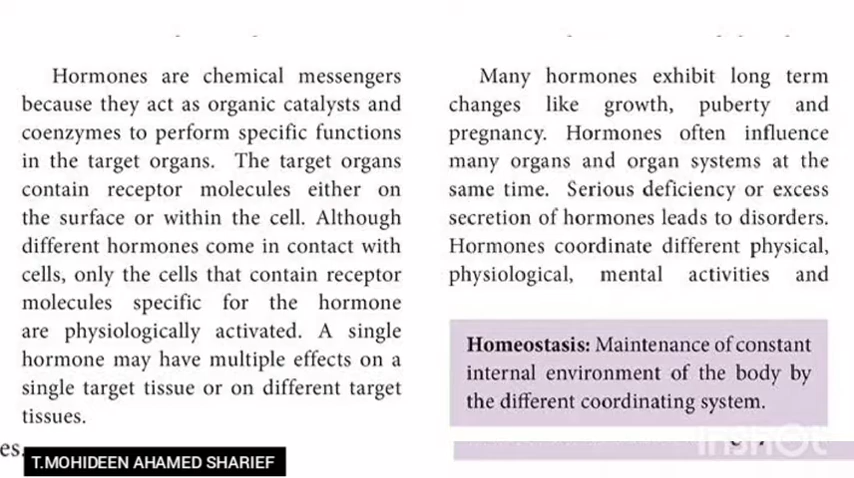 Hormones are chemical messengers
because they act as organic catalysts and
coenzymes to perform specific functions
in the target organs. The target organs
contain receptor molecules either on
the surface or within the cell. Although
different hormones come in contact with
cells, only the cells that contain receptor
molecules specific for the hormone
are physiologically activated. A single
hormone may have multiple effects on a
single target tissue or on different target
tissues.
es.
T.MOHIDEEN AHAMED SHARIEF
Many hormones exhibit long term
changes like growth, puberty and
pregnancy. Hormones often influence
many organs and organ systems at the
same time. Serious deficiency or excess
secretion of hormones leads to disorders.
Hormones coordinate different physical,
physiological, mental activities and
Homeostasis: Maintenance of constant
internal environment of the body by
the different coordinating system.
inshot